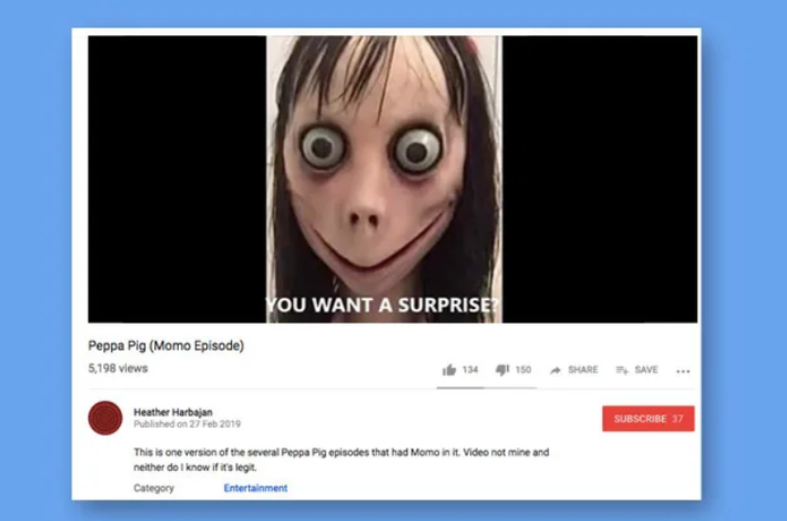 YOU WANT A SURPRISE?
Peppa Pig (Momo Episode)
5,198 views
134 150 SHARE SAVE
Heather Harbajan
Published on 27 Feb 2019
SUBSCRIBE 37
This is one version of the several Peppa Pig episodes that had Momo in it. Video not mine and
neither do I know if it's legit.
Category Entertainment